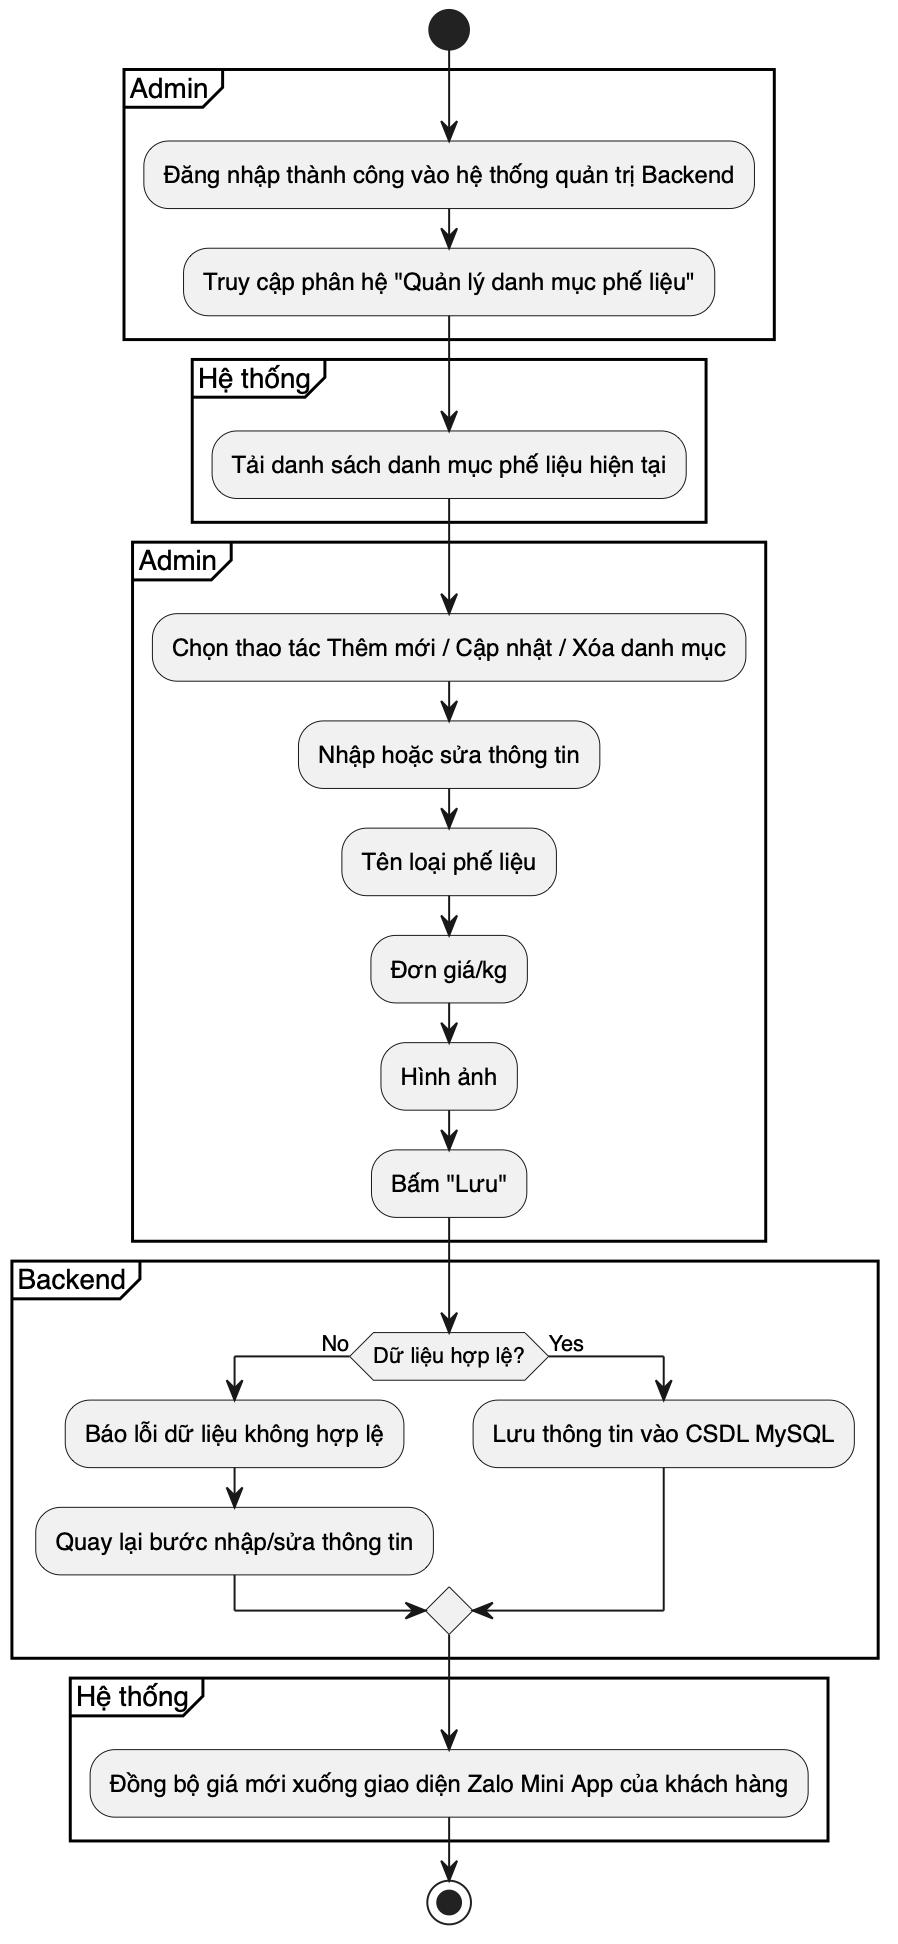 Admin
Đăng nhập thành công vào hệ thống quản trị Backend
Truy cập phân hệ "Quản lý danh mục phế liệu"
Hệ thống
Tải danh sách danh mục phế liệu hiện tại
Admin
Chọn thao tác Thêm mới / Cập nhật / Xóa danh mục
Nhập hoặc sửa thông tin
Tên loại phế liệu
Đơn giá/kg
Hình ảnh
Bấm "Lưu"
Backend
No
Dữ liệu hợp lệ?
Yes
Báo lỗi dữ liệu không hợp lệ
Lưu thông tin vào CSDL MySQL
Quay lại bước nhập/sửa thông tin
Hệ thống
Đồng bộ giá mới xuống giao diện Zalo Mini App của khách hàng